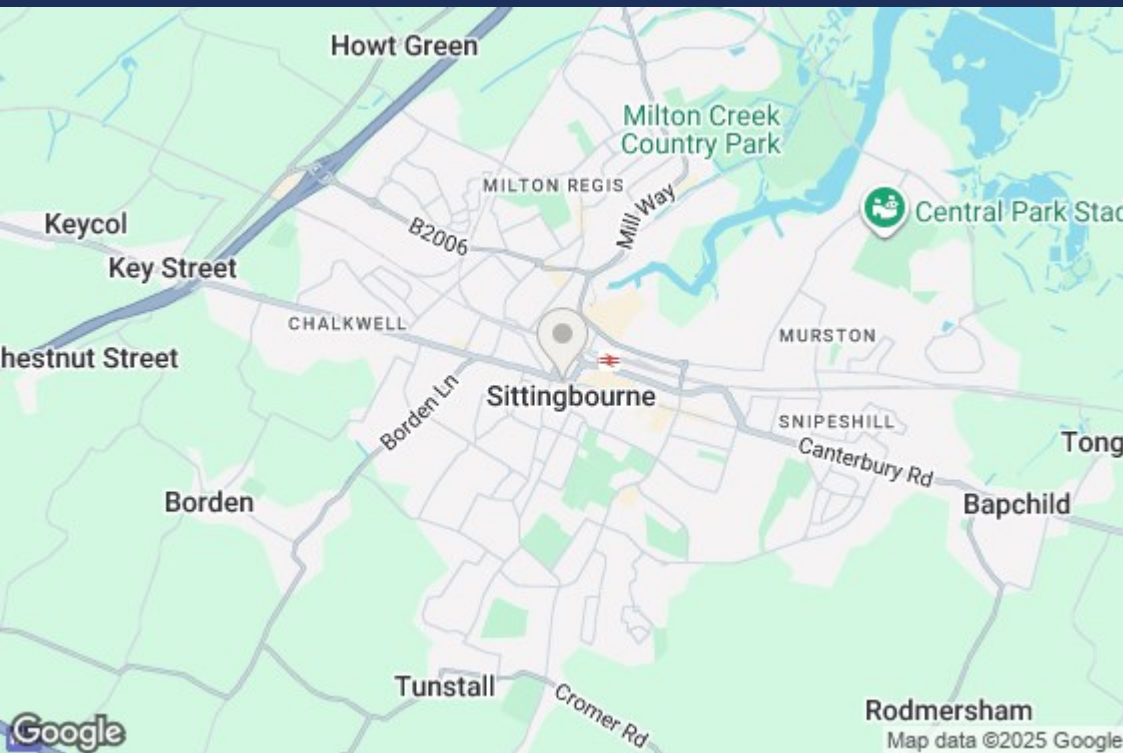 Howt Green
Milton Creek
Country Park
MILTON REGIS
Mill Way
Central Park Stad
Keycol
B2006
Key Street
CHALKWELL
MURSTON
hestnut Street
Sittingbourne
Borden Ln
SNIPESHILL
Canterbury Rd
Tong
Borden
Bapchild
Tunstall
Cromer Rd
Rodmersham
Google
Map data ©2025 Google